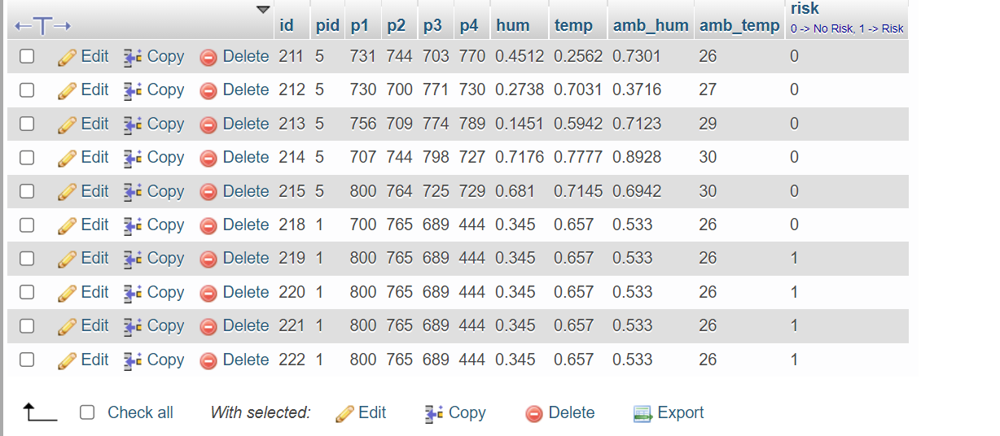 id pid p1 p2 p3 p4 hum temp amb_hum amb_temp risk
0 -> No Risk, 1 -> Risk
Edit Copy Delete 211 5 731 744 703 770 0.4512 0.2562 0.7301 26 0
Edit Copy Delete 212 5 730 700 771 730 0.2738 0.7031 0.3716 27 0
Edit Copy Delete 213 5 756 709 774 789 0.1451 0.5942 0.7123 29 0
Edit Copy Delete 214 5 707 744 798 727 0.7176 0.7777 0.8928 30 0
Edit Copy Delete 215 5 800 764 725 729 0.681 0.7145 0.6942 30 0
Edit Copy Delete 218 1 700 765 689 444 0.345 0.657 0.533 26 0
Edit Copy Delete 219 1 800 765 689 444 0.345 0.657 0.533 26 1
Edit Copy Delete 220 1 800 765 689 444 0.345 0.657 0.533 26 1
Edit Copy Delete 221 1 800 765 689 444 0.345 0.657 0.533 26 1
Edit Copy Delete 222 1 800 765 689 444 0.345 0.657 0.533 26 1
Check all With selected: Edit Copy Delete Export